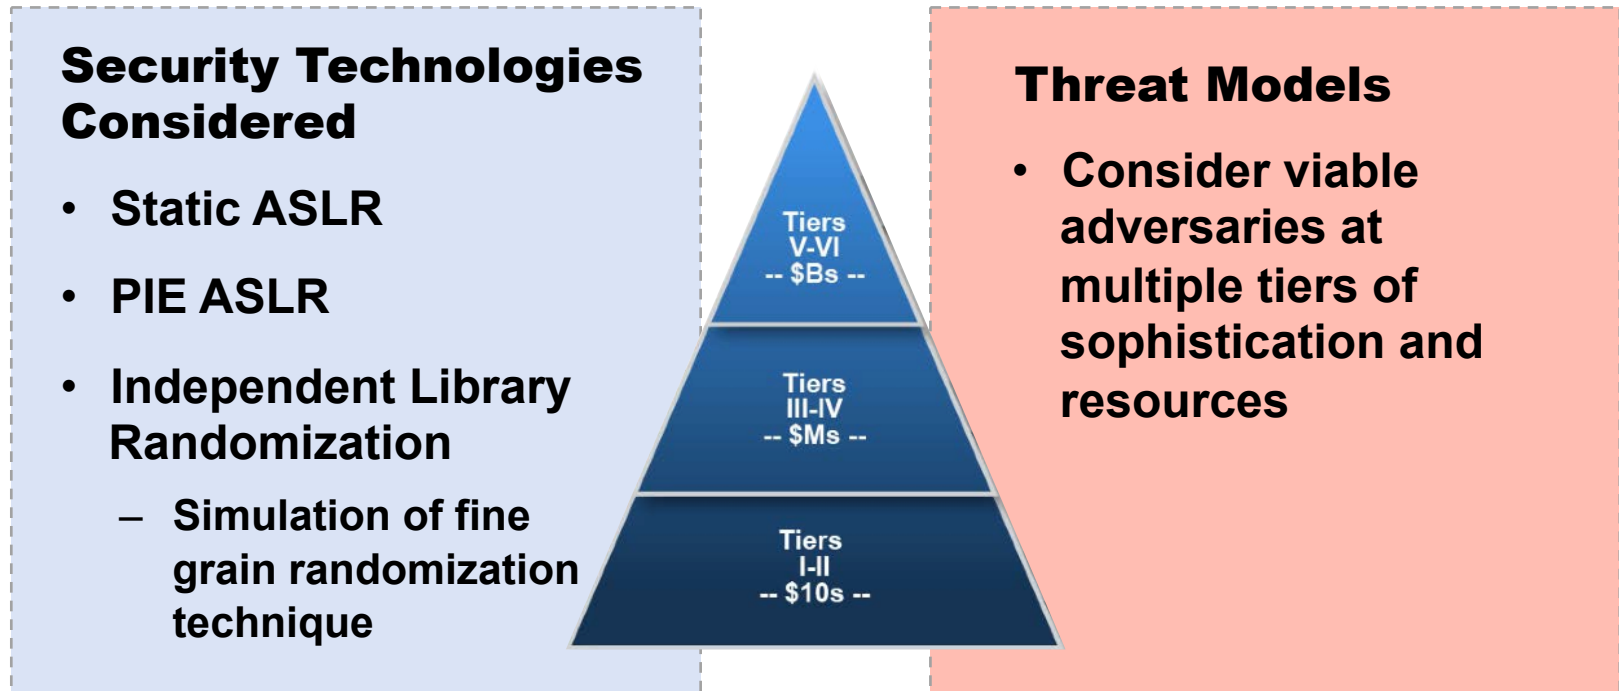 Security Technologies
Considered
• Static ASLR
• PIE ASLR
• Independent Library
Randomization
– Simulation of fine
grain randomization
technique
Tiers
V-VI
-- $Bs --
Tiers
III-IV
-- $Ms --
Tiers
I-II
-- $10s --
Threat Models
• Consider viable
adversaries at
multiple tiers of
sophistication and
resources